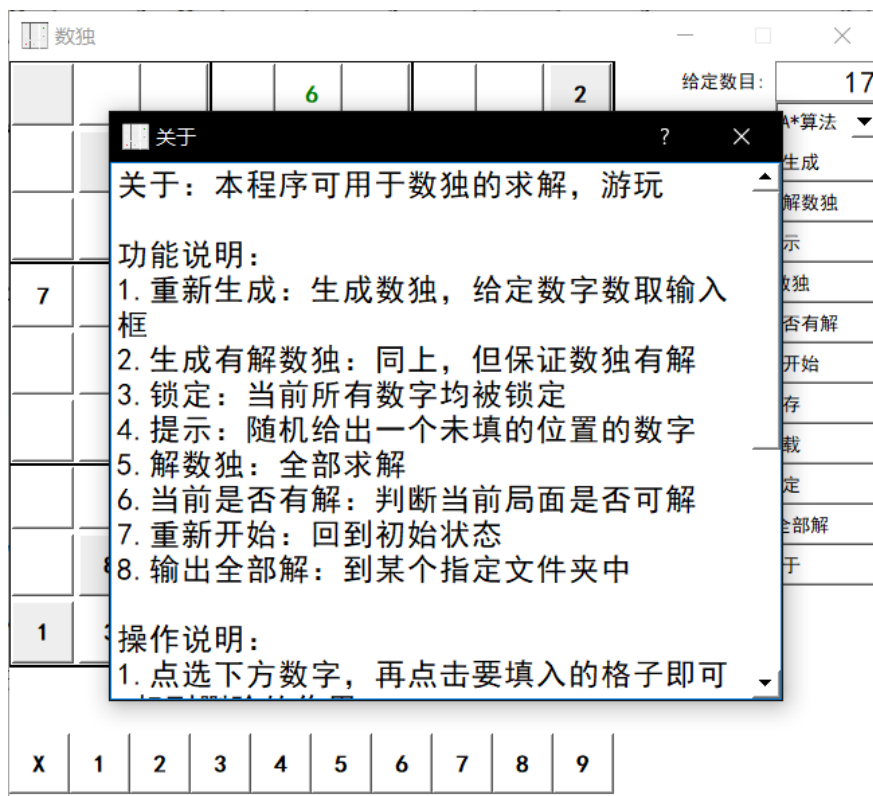 数独
给定数目: 17
6
2
关于
?
A*算法
生成
关于：本程序可用于数独的求解，游玩
解数独
示
功能说明：
7
独
1.重新生成：生成数独，给定数字数取输入
框
否有解
2.生成有解数独：同上，但保证数独有解
开始
3.锁定：当前所有数字均被锁定
存
4.提示：随机给出一个未填的位置的数字
载
5.解数独：全部求解
定
6.当前是否有解：判断当前局面是否可解
全部解
7.重新开始：回到初始状态
8.输出全部解：到某个指定文件夹中
于
1
操作说明：
1.点选下方数字，再点击要填入的格子即可
X 1 2 3 4 5 6 7 8 9